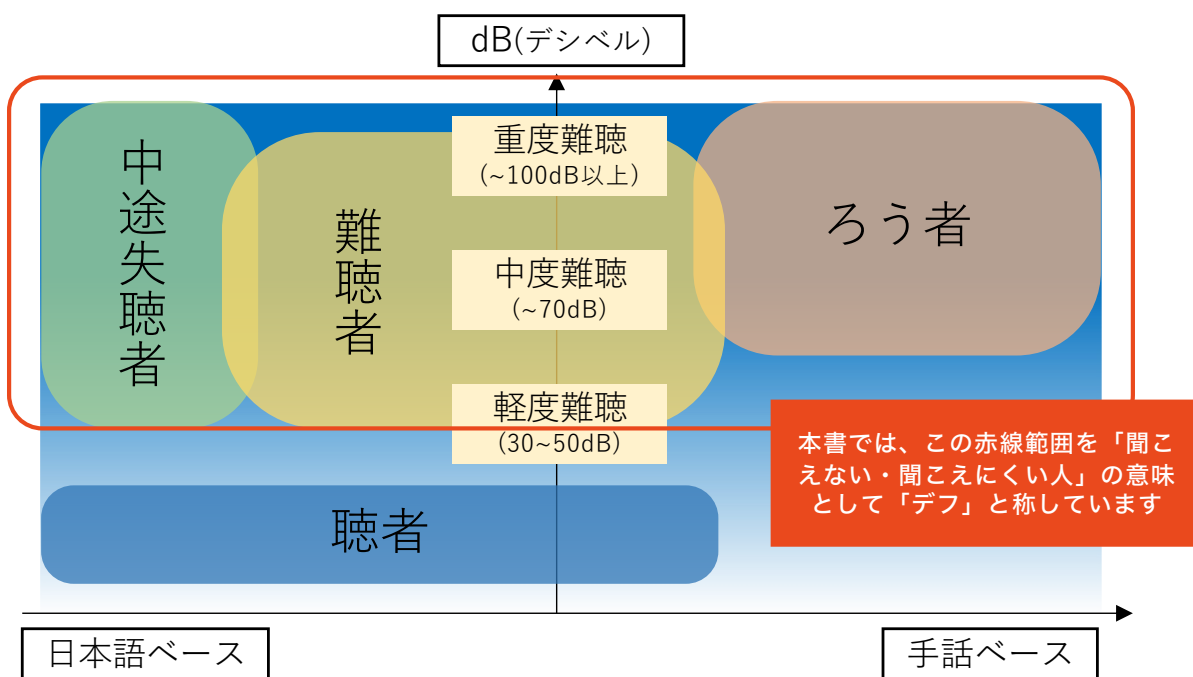 dB(デシベル)
重度難聴
(~100dB以上)
中途失聴者
難聴者
ろう者
中度難聴
(~70dB)
軽度難聴
(30~50dB)
本書では、この赤線範囲を「聞こ
えない・聞こえにくい人」の意味
として「デフ」と称しています
聴者
日本語ベース
手話ベース